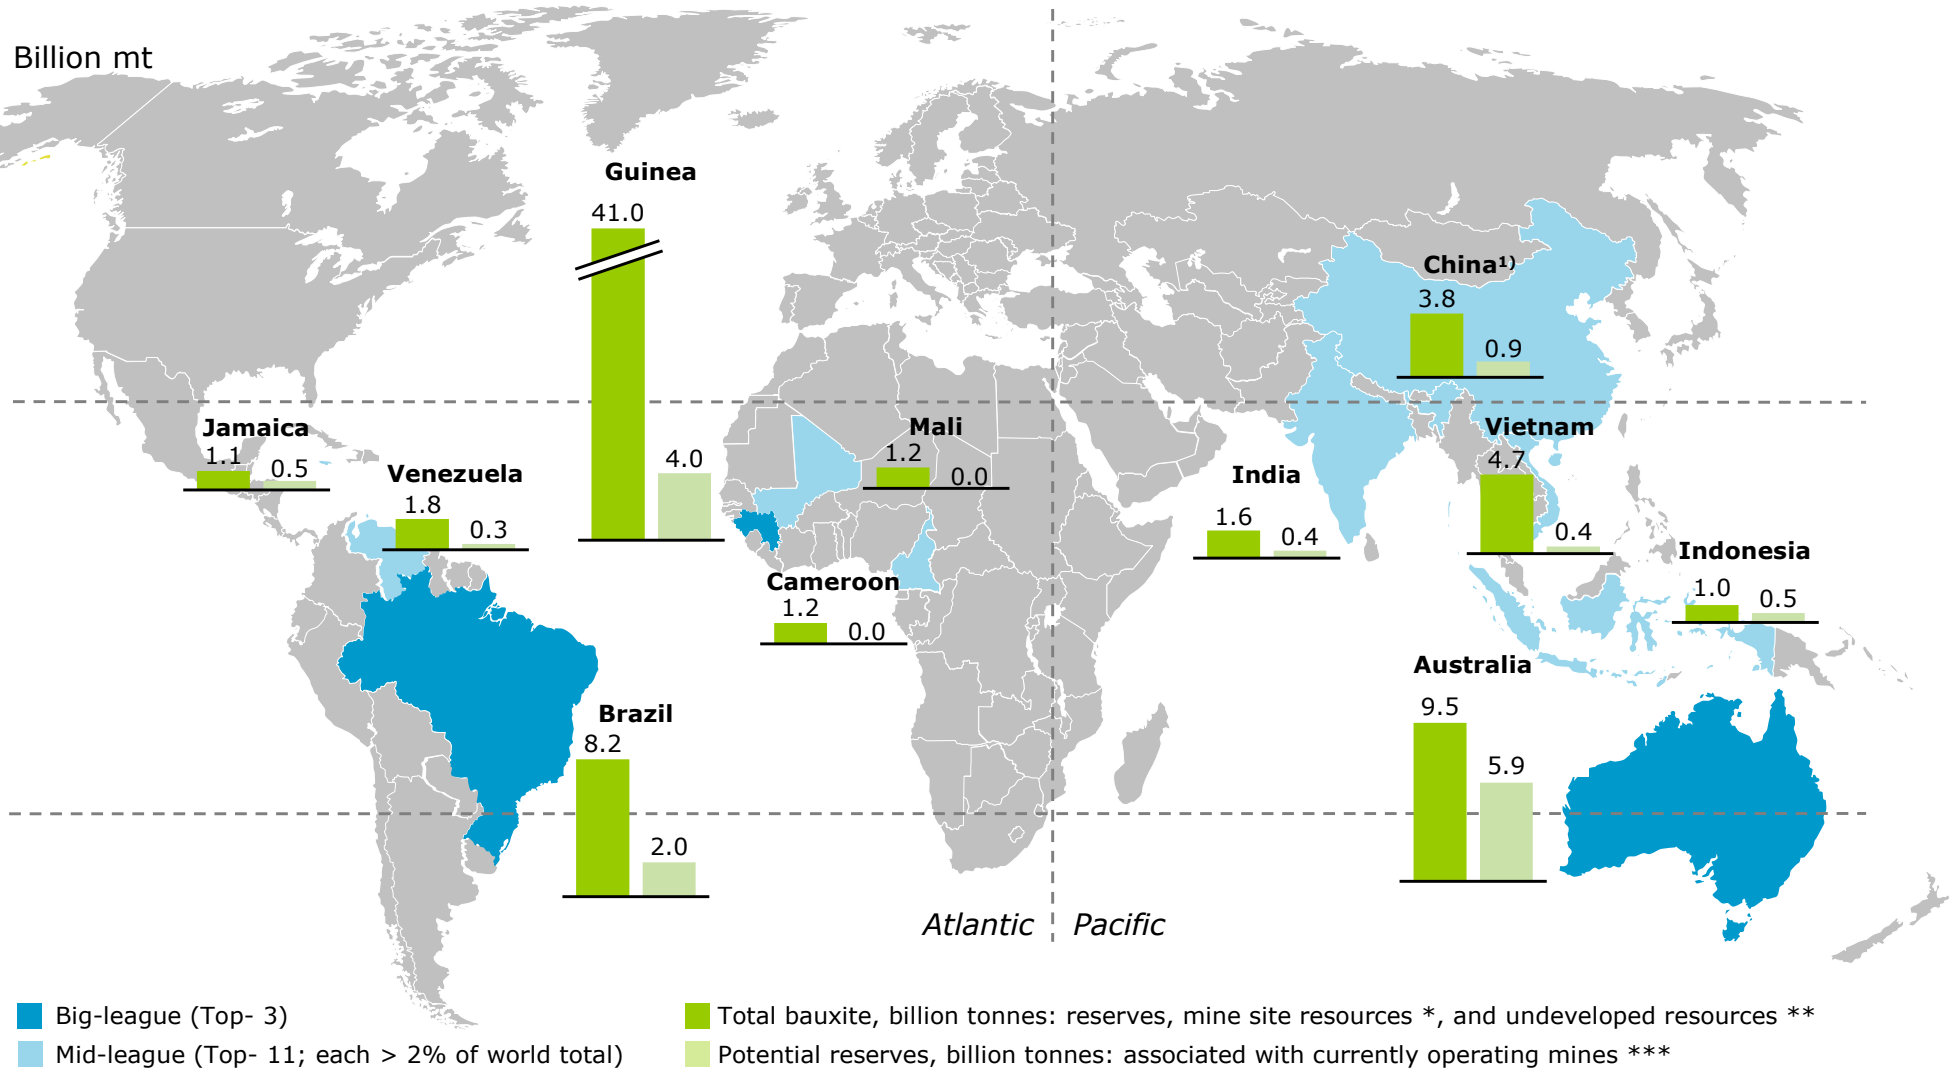 Billion mt
Guinea
41.0
4.0
China¹⁾
3.8
0.9
Jamaica
1.1
0.5
Venezuela
1.8
0.3
Mali
1.2
0.0
India
1.6
0.4
Vietnam
4.7
0.4
Cameroon
1.2
0.0
Indonesia
1.0
0.5
Australia
9.5
5.9
Brazil
8.2
2.0
Atlantic
Pacific
Big-league (Top- 3)
Mid-league (Top- 11; each > 2% of world total)
Total bauxite, billion tonnes: reserves, mine site resources *, and undeveloped resources **
Potential reserves, billion tonnes: associated with currently operating mines ***